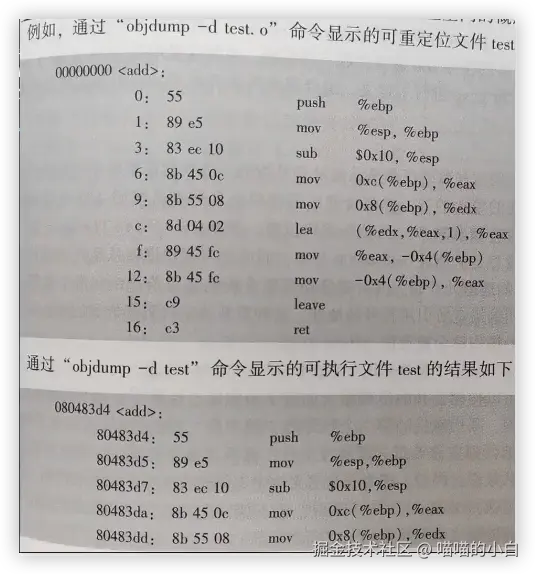 例如，通过“objdump -d test.o”命令显示的可重定位文件 test
00000000 <add>:
0: 55 push %ebp
1: 89 e5 mov %esp, %ebp
3: 83 ec 10 sub $0x10, %esp
6: 8b 45 0c mov 0xc(%ebp), %eax
9: 8b 55 08 mov 0x8(%ebp), %edx
c: 8d 04 02 lea (%edx,%eax,1), %eax
f: 89 45 fc mov %eax, -0x4(%ebp)
12: 8b 45 fc mov -0x4(%ebp), %eax
15: c9 leave
16: c3 ret
通过“objdump -d test”命令显示的可执行文件 test 的结果如下
080483d4 <add>:
80483d4: 55 push %ebp
80483d5: 89 e5 mov %esp,%ebp
80483d7: 83 ec 10 sub $0x10,%esp
80483da: 8b 45 0c mov 0xc(%ebp),%eax
80483dd: 8b 55 08 mov 0x8(%ebp),%edx
掘金技术社区 @ 喵喵的小白